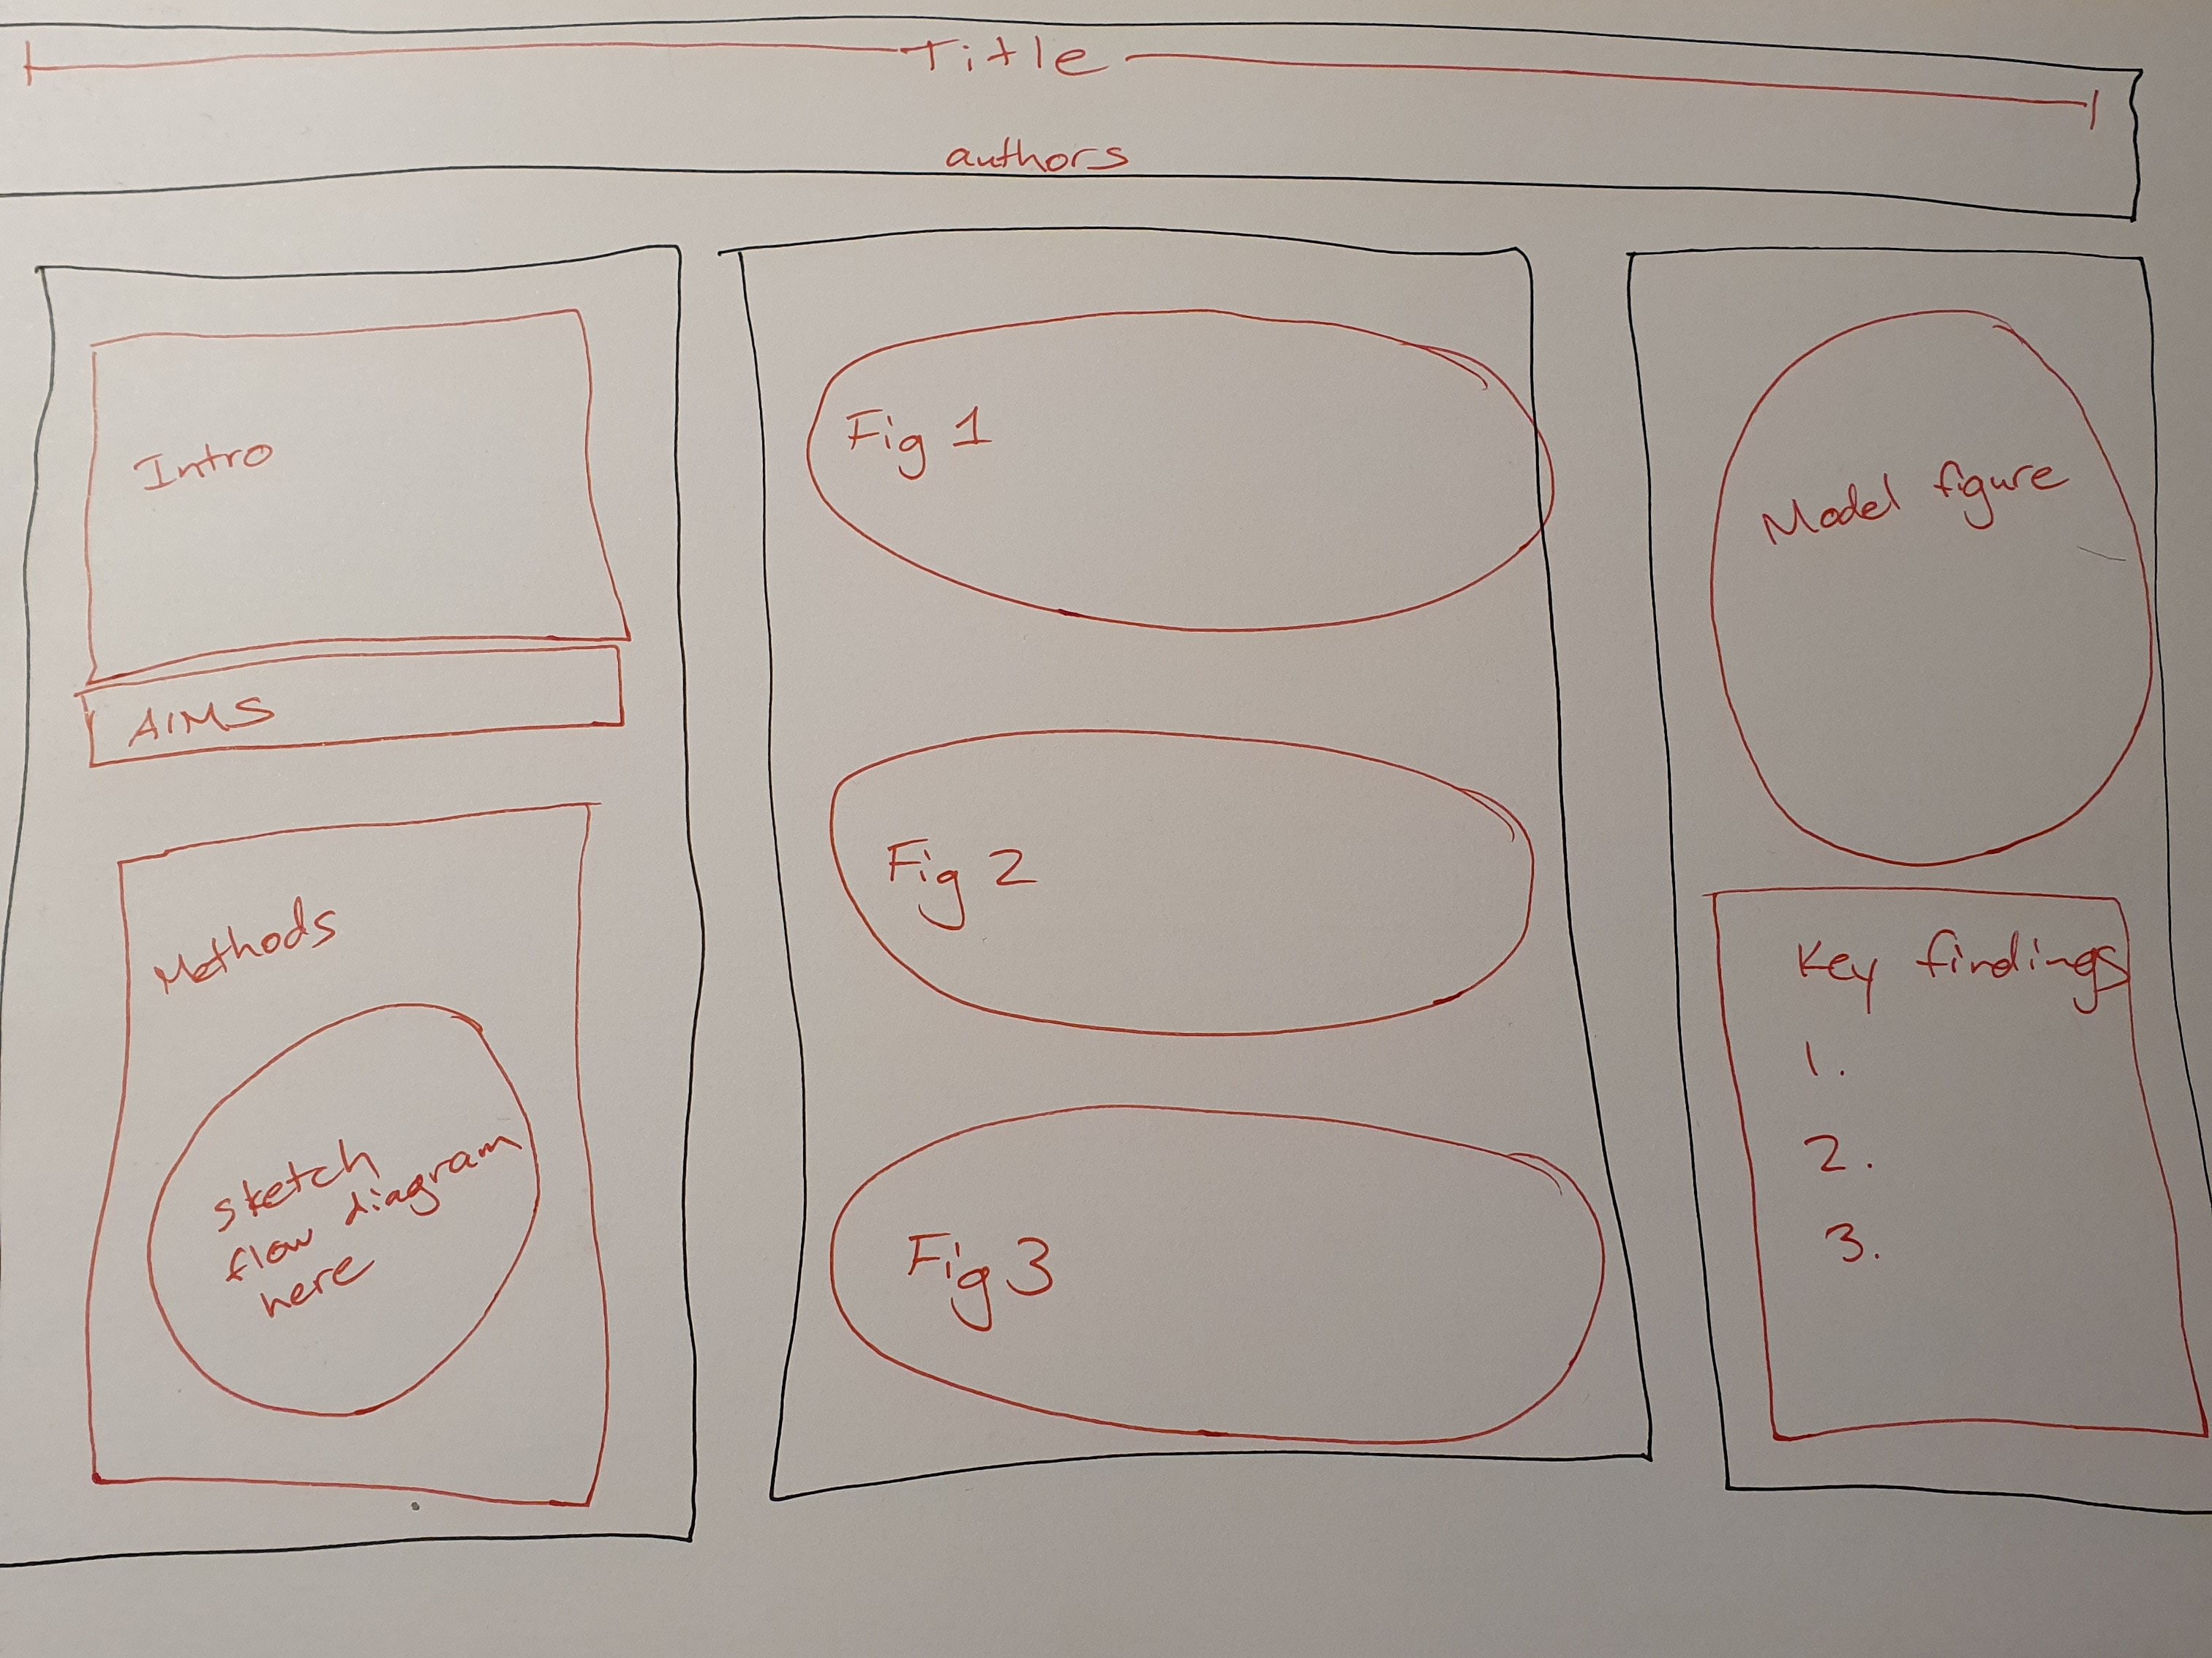 Title
authors
Intro
AIMS
Methods
sketch
flow diagram
here
Fig 1
Fig 2
Fig 3
Model figure
Key findings
1.
2.
3.